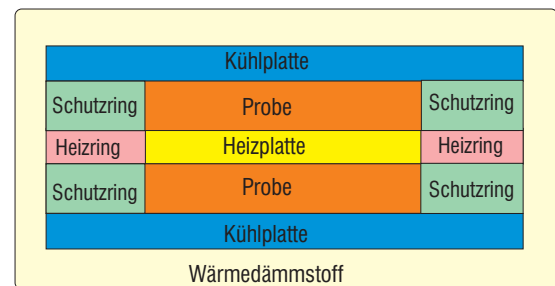 Kühlplatte
Schutzring Probe Schutzring
Heizring Heizplatte Heizring
Schutzring Probe Schutzring
Kühlplatte
Wärmedämmstoff